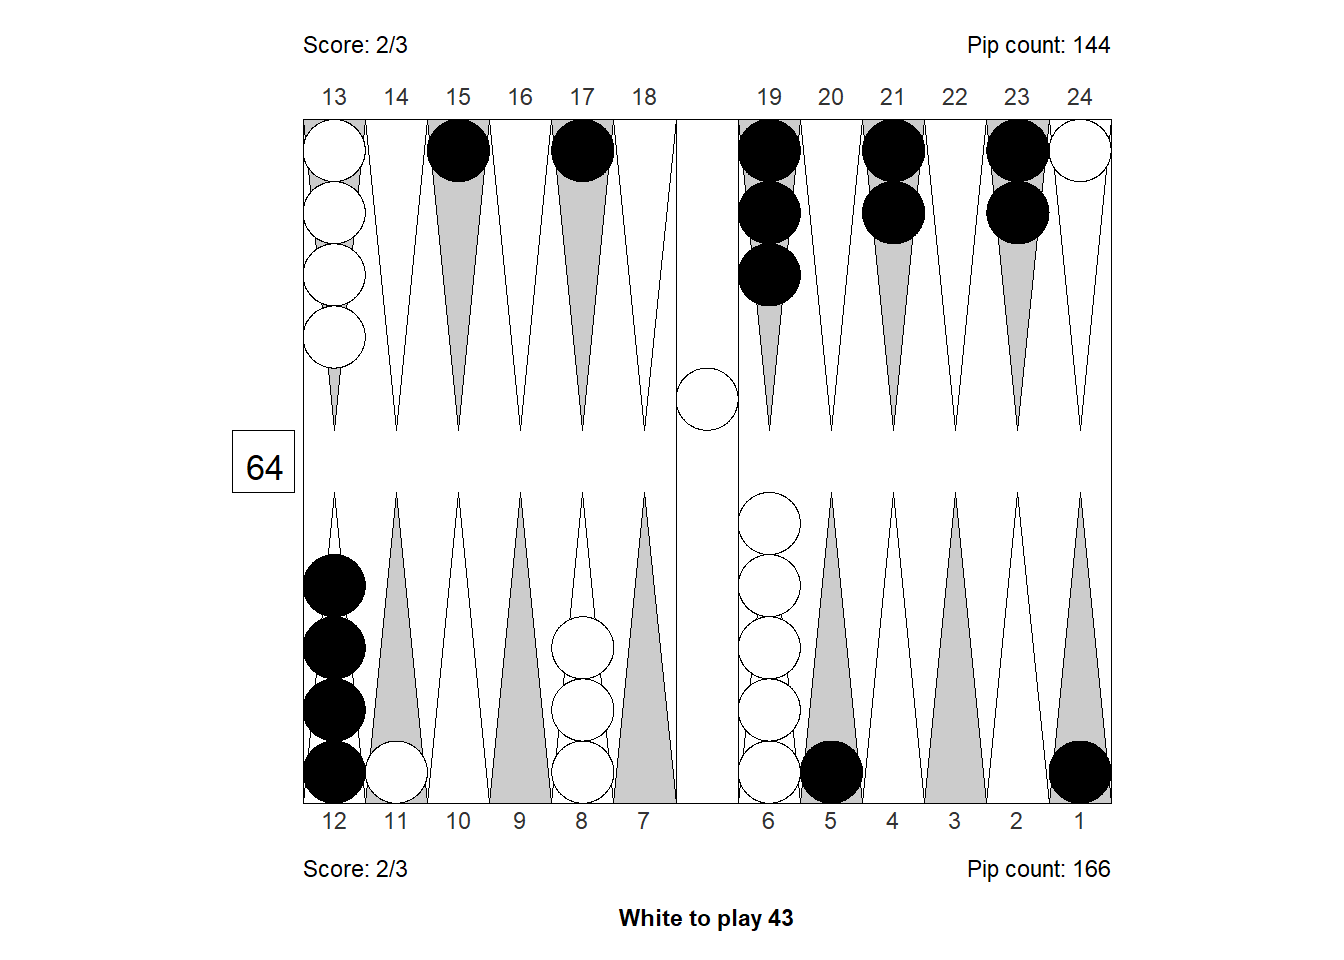 Score: 2/3 Pip count: 144
13 14 15 16 17 18 19 20 21 22 23 24
64
12 11 10 9 8 7 6 5 4 3 2 1
Score: 2/3 Pip count: 166
White to play 43